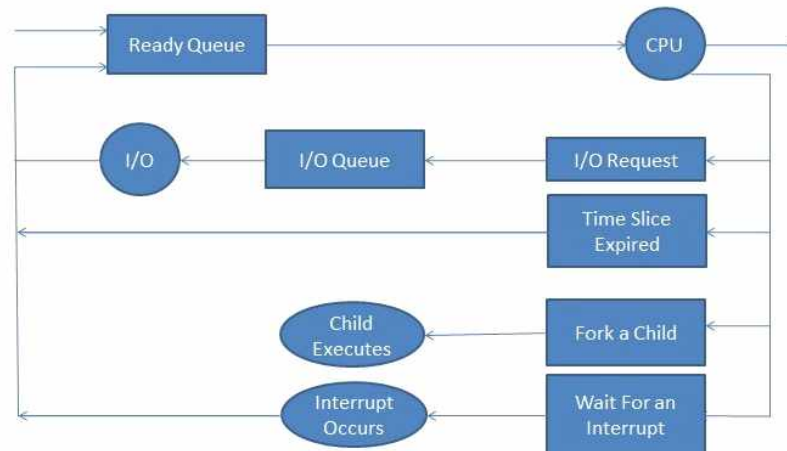 Ready Queue
CPU
I/O
I/O Queue
I/O Request
Time Slice
Expired
Child
Executes
Fork a Child
Interrupt
Occurs
Wait For an
Interrupt